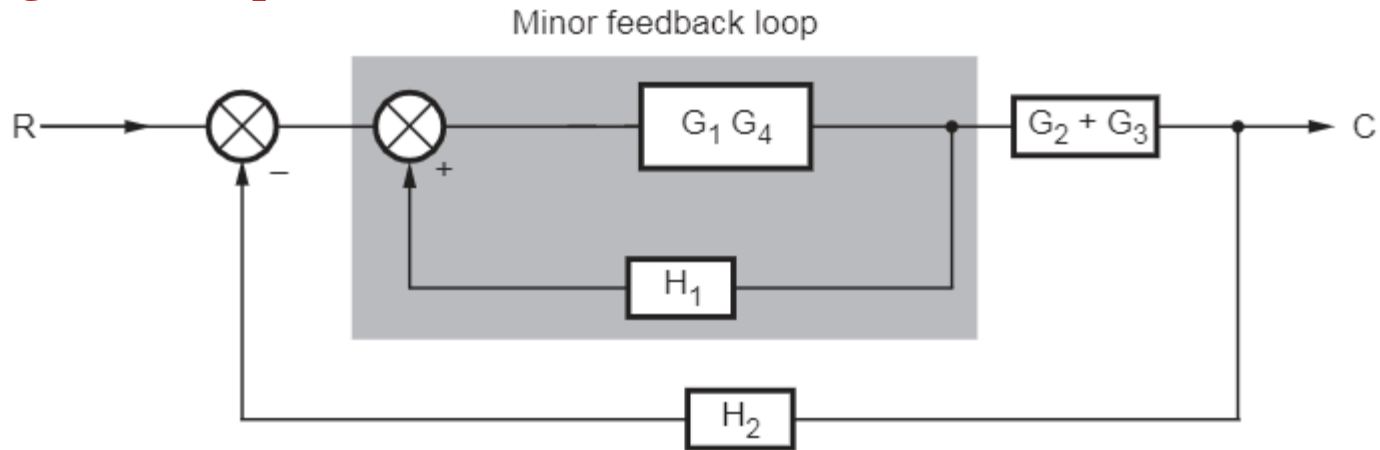 Minor feedback loop
R
G₁ G₄
G₂ + G₃
C
–
+
H₁
H₂